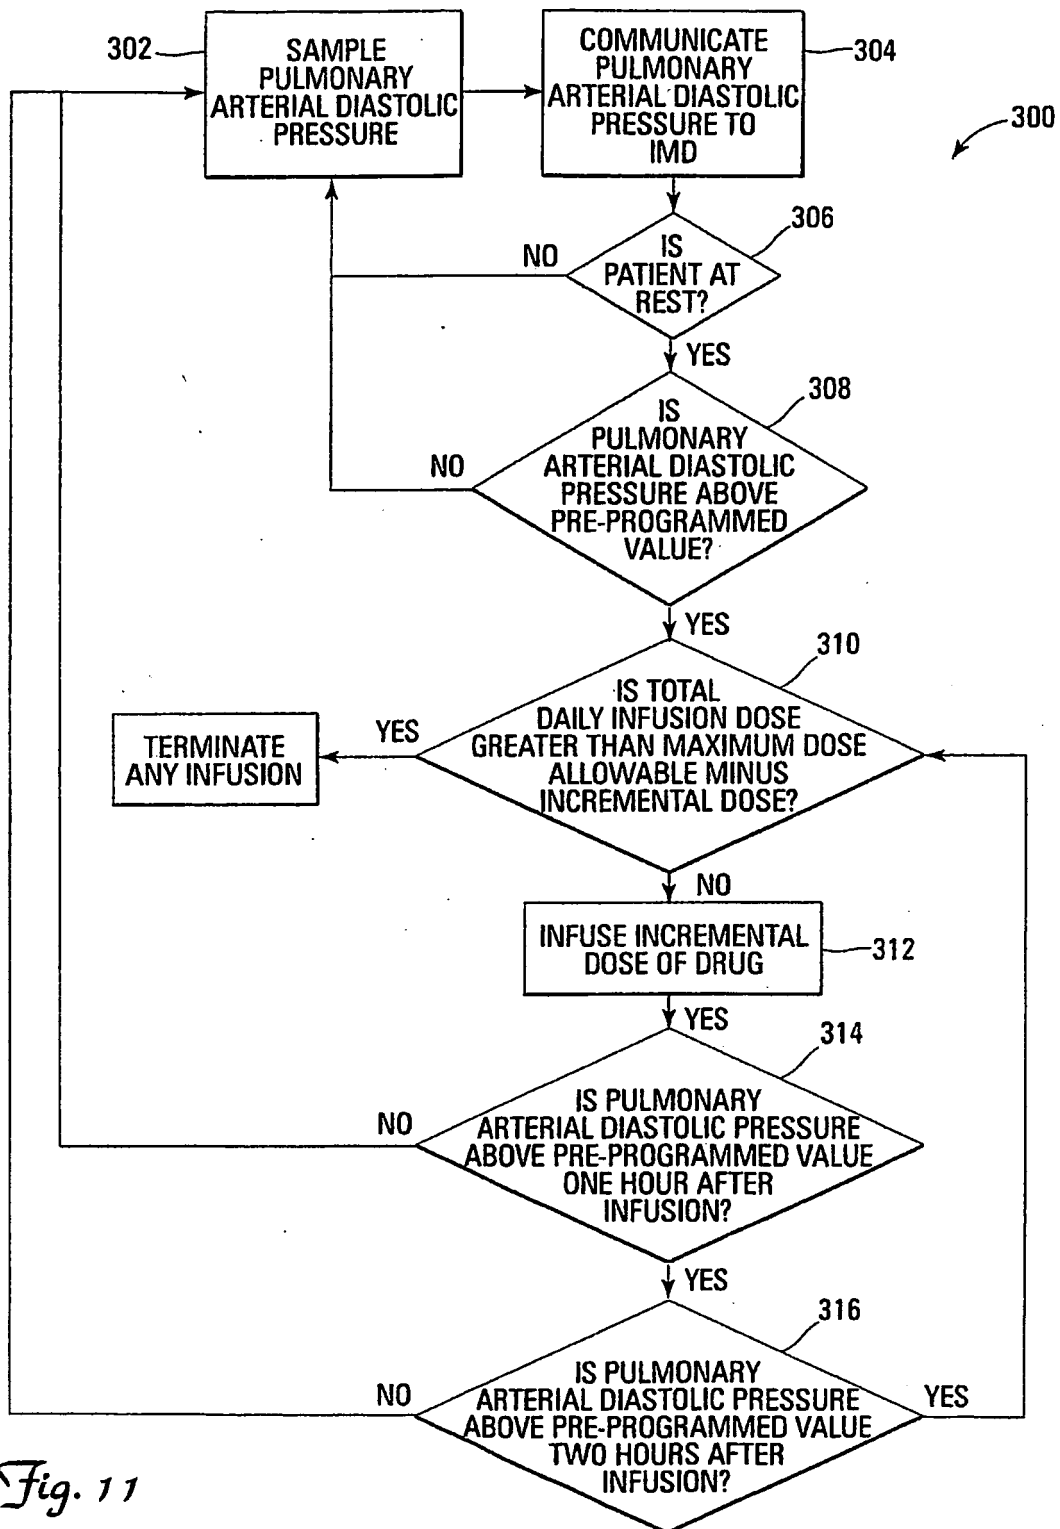 302
SAMPLE
PULMONARY
ARTERIAL DIASTOLIC
PRESSURE
COMMUNICATE
PULMONARY
ARTERIAL DIASTOLIC
PRESSURE TO
IMD
304
300
306
IS
PATIENT AT
REST?
NO
YES
308
IS
PULMONARY
ARTERIAL DIASTOLIC
PRESSURE ABOVE
PRE-PROGRAMMED
VALUE?
NO
YES
310
IS TOTAL
DAILY INFUSION DOSE
GREATER THAN MAXIMUM DOSE
ALLOWABLE MINUS
INCREMENTAL DOSE?
YES
TERMINATE
ANY INFUSION
NO
INFUSE INCREMENTAL
DOSE OF DRUG
312
YES
314
IS PULMONARY
ARTERIAL DIASTOLIC PRESSURE
ABOVE PRE-PROGRAMMED VALUE
ONE HOUR AFTER
INFUSION?
NO
YES
316
IS PULMONARY
ARTERIAL DIASTOLIC PRESSURE
ABOVE PRE-PROGRAMMED VALUE
TWO HOURS AFTER
INFUSION?
NO
YES
Fig. 11